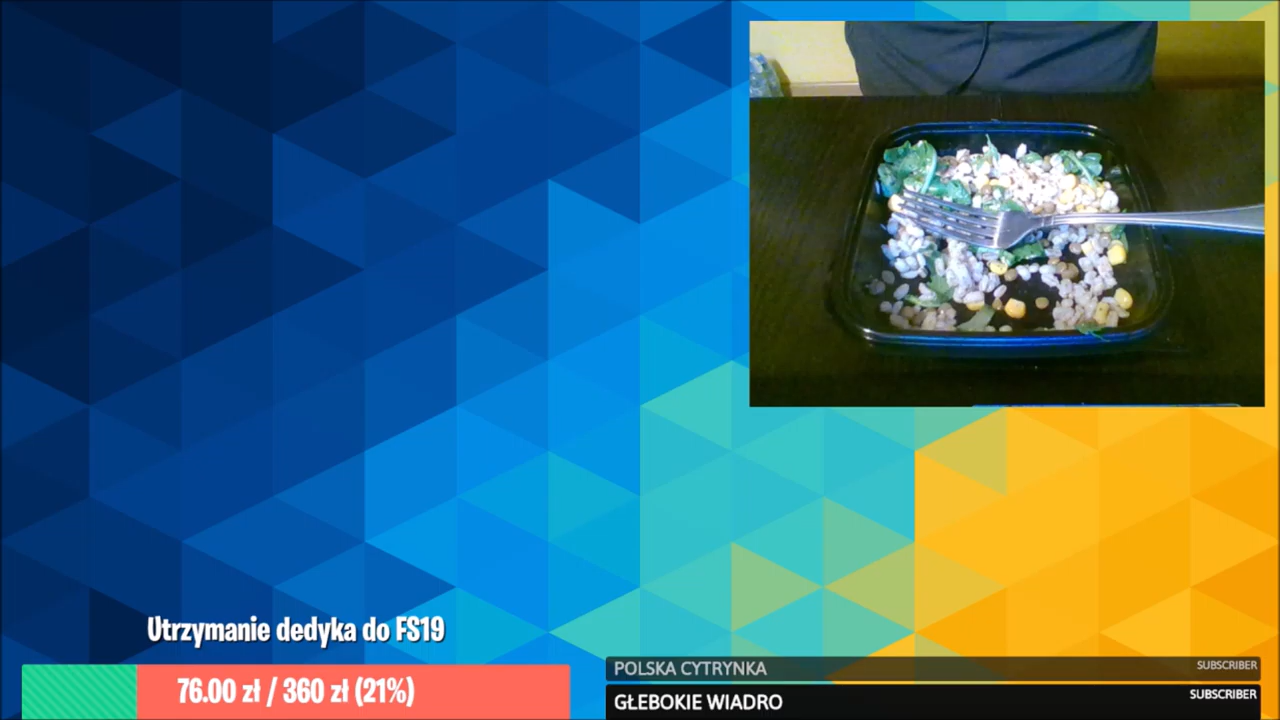 Utrzymanie dedyka do FS19
76.00 zł / 360 zł (21%)
POLSKA CYTRYNKA SUBSCRIBER
GŁEBOKIE WIADRO SUBSCRIBER